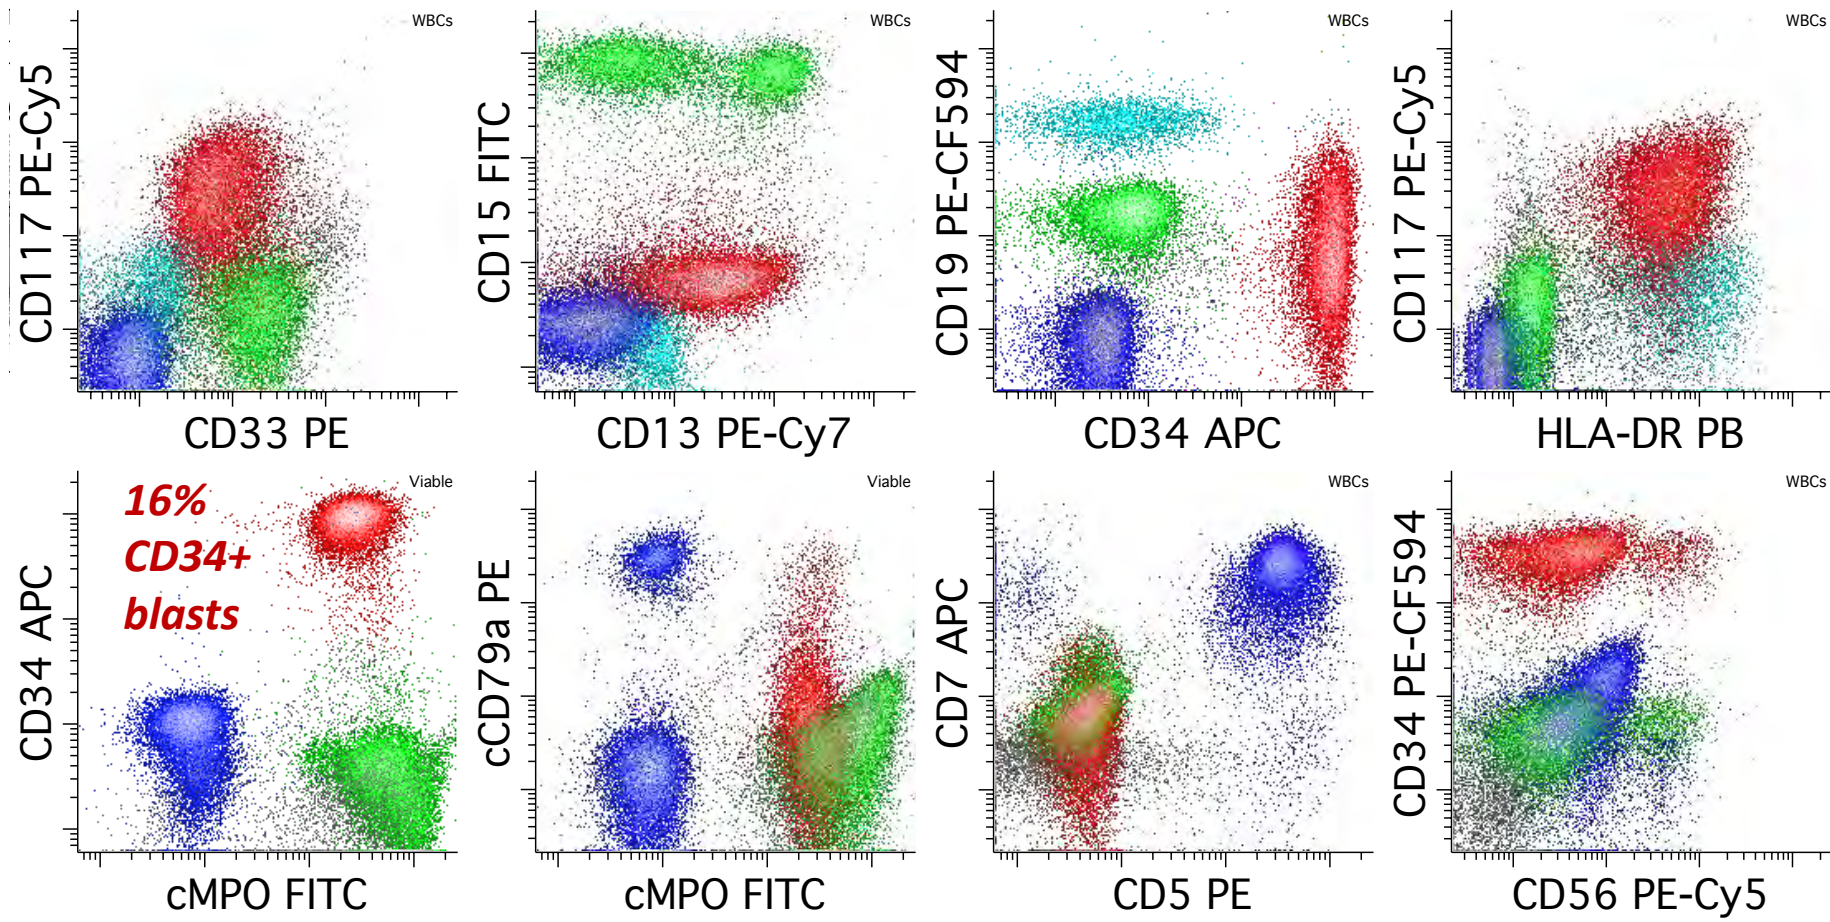 CD117 PE-Cy5
WBCs
CD33 PE
CD15 FITC
WBCs
CD13 PE-Cy7
CD19 PE-CF594
WBCs
CD34 APC
CD117 PE-Cy5
WBCs
HLA-DR PB
CD34 APC
16%
CD34+
blasts
Viable
cMPO FITC
cCD79a PE
Viable
cMPO FITC
CD7 APC
WBCs
CD5 PE
CD34 PE-CF594
WBCs
CD56 PE-Cy5